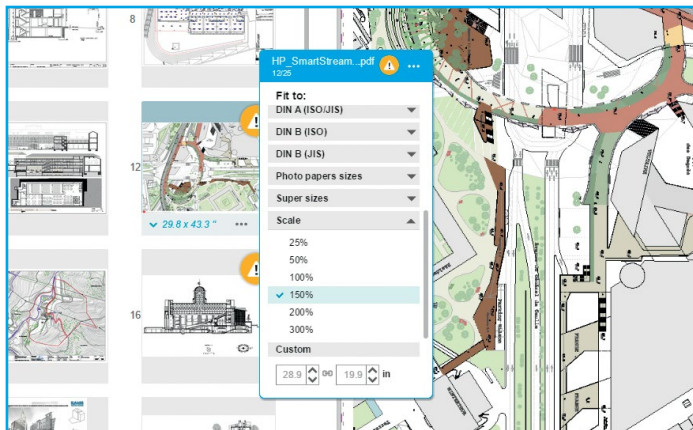 8
12
29.8 x 43.3 "
16
HP_SmartStream...pdf
12/25
Fit to:
DIN A (ISO/JIS)
DIN B (ISO)
DIN B (JIS)
Photo papers sizes
Super sizes
Scale
25%
50%
100%
150%
200%
300%
Custom
28.9 19.9 in